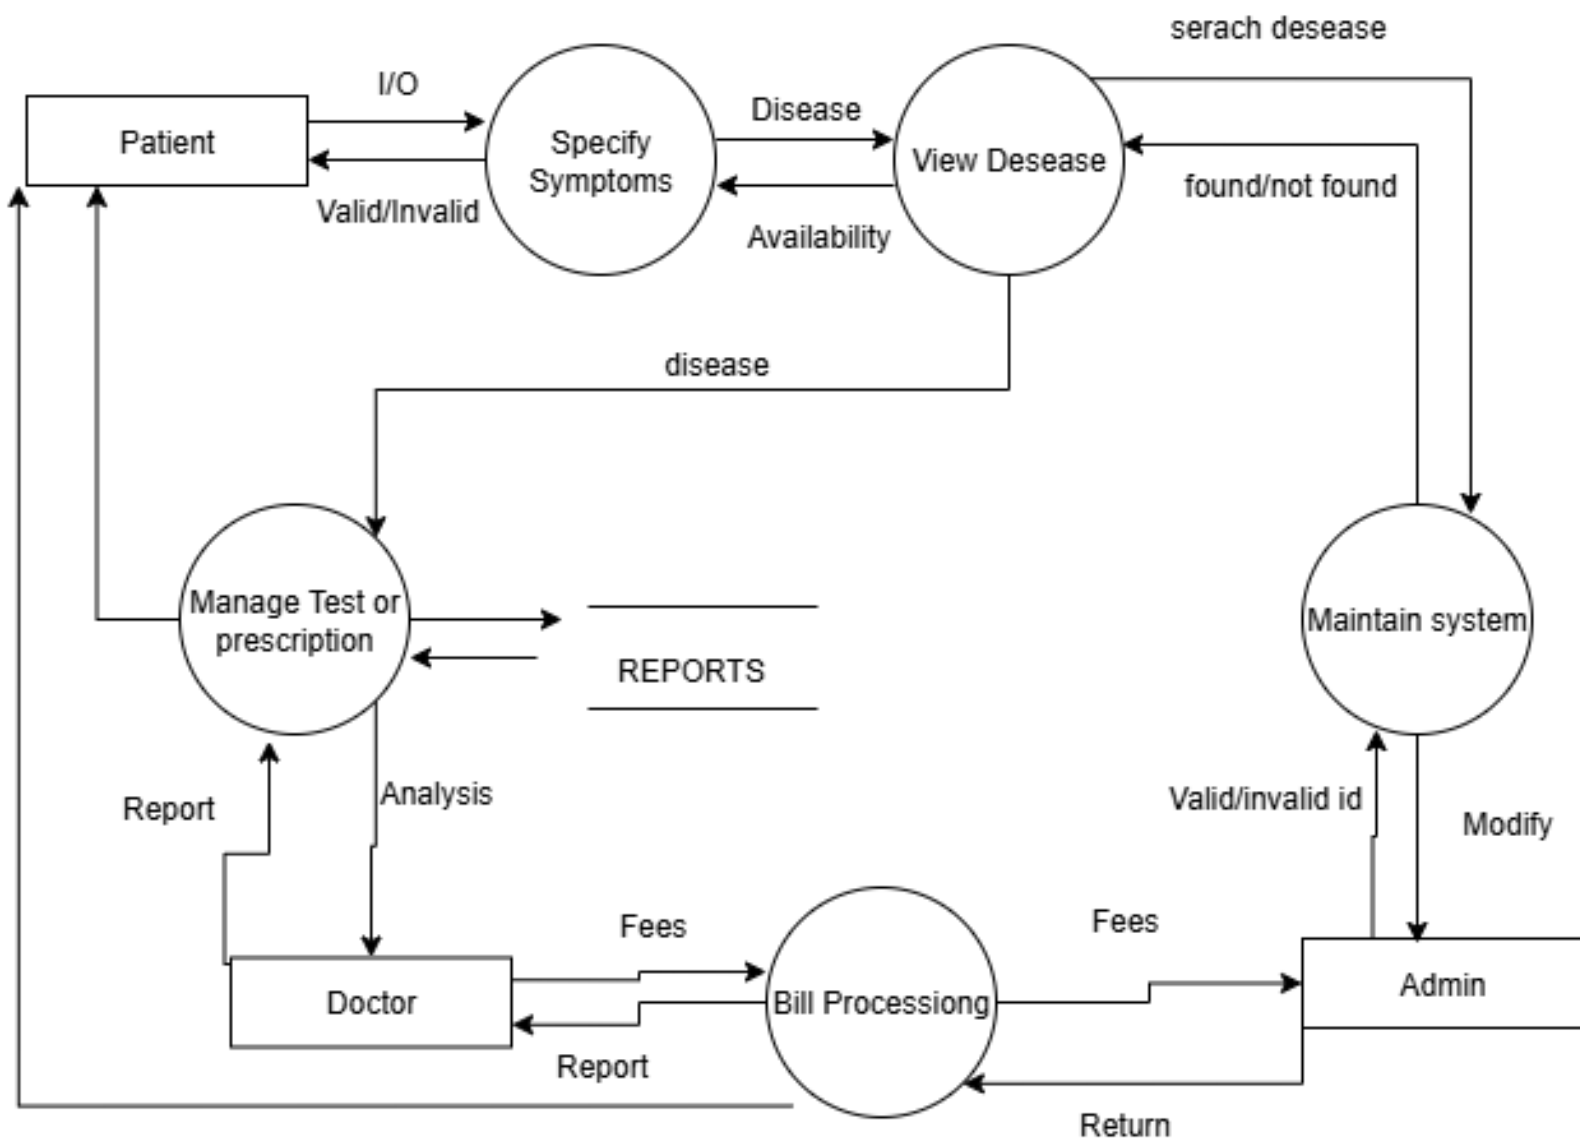 serach desease
I/O
Patient
Specify
Symptoms
Disease
View Desease
Valid/Invalid
Availability
found/not found
disease
Manage Test or
prescription
REPORTS
Maintain system
Report
Analysis
Valid/invalid id
Modify
Fees
Fees
Doctor
Bill Processiong
Admin
Report
Return